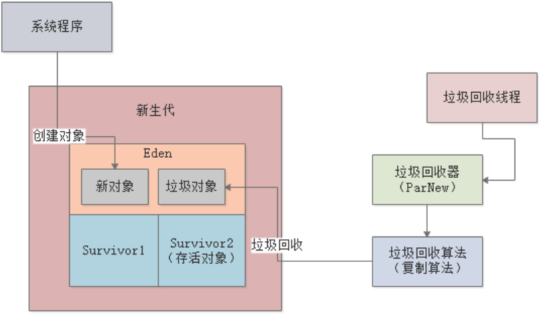 系统程序
新生代
垃圾回收线程
创建对象
Eden
新对象
垃圾对象
垃圾回收器
（ParNew）
Survivor1
Survivor2
（存活对象）
垃圾回收
垃圾回收算法
（复制算法）